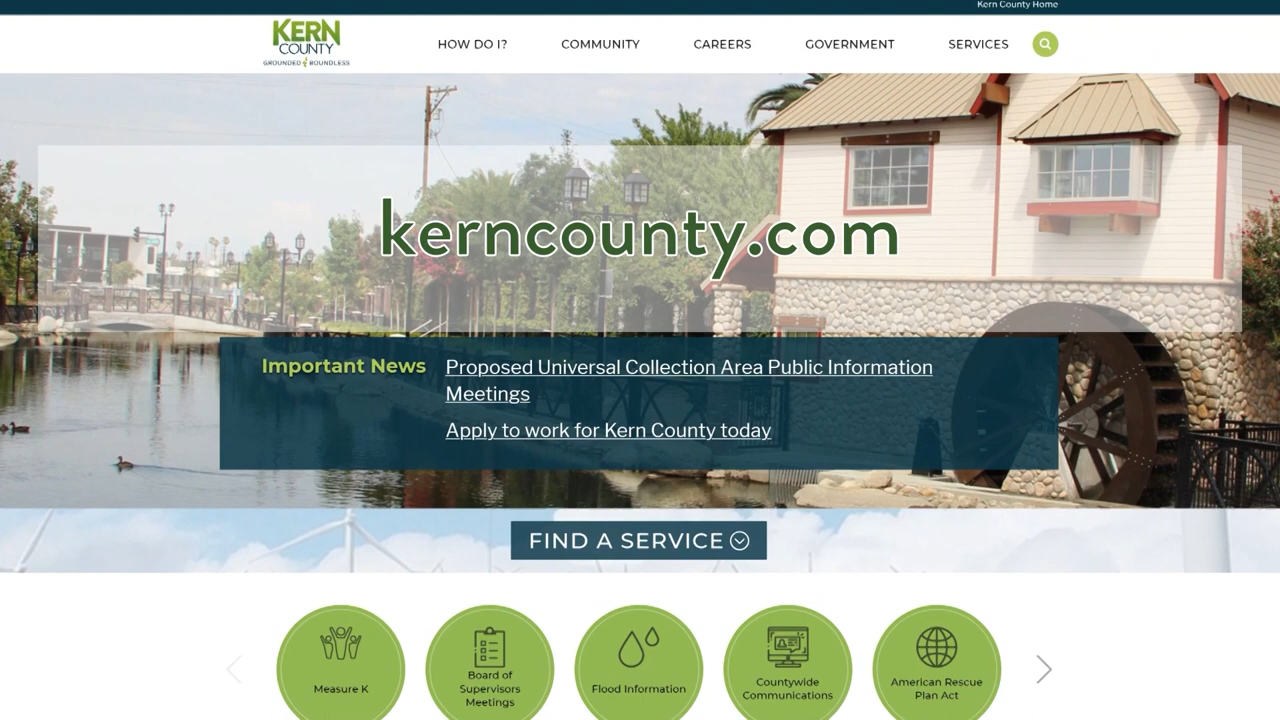 Kern County Home
KERN
COUNTY
GROUNDED BOUNDLESS
HOW DO I?
COMMUNITY
CAREERS
GOVERNMENT
SERVICES
kerncounty.com
Important News
Proposed Universal Collection Area Public Information
Meetings
Apply to work for Kern County today
FIND A SERVICE
Measure K
Board of
Supervisors
Meetings
Flood Information
Countywide
Communications
American Rescue
Plan Act